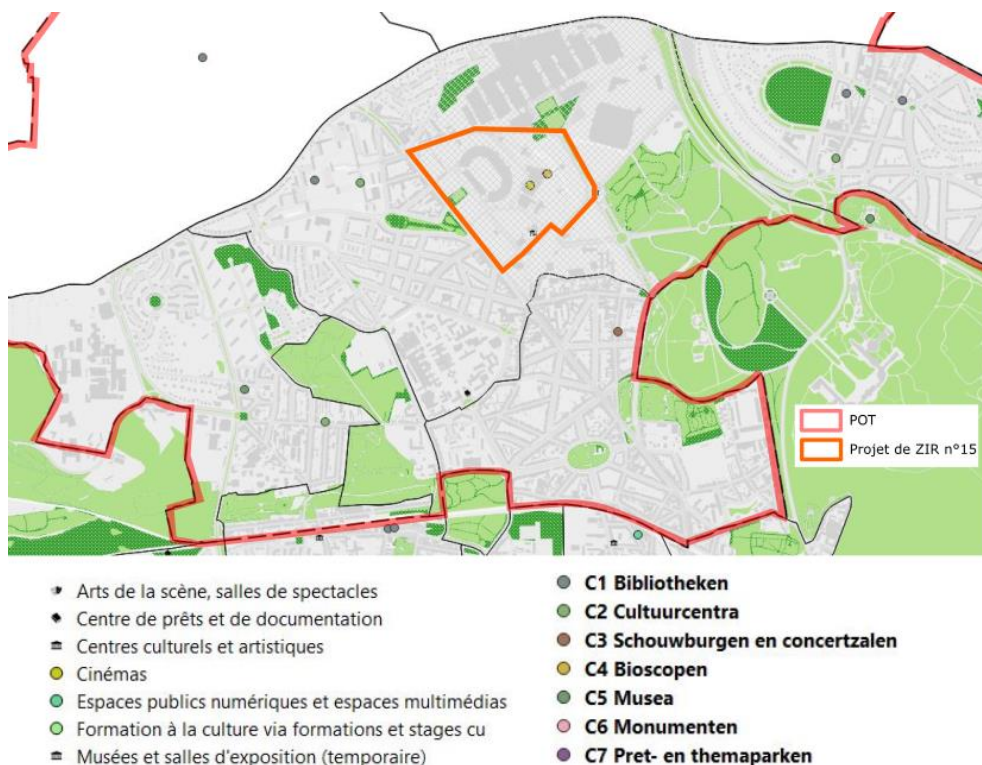 POT
Projet de ZIR n°15
Arts de la scène, salles de spectacles
Centre de prêts et de documentation
Centres culturels et artistiques
Cinémas
Espaces publics numériques et espaces multimédias
Formation à la culture via formations et stages cu
Musées et salles d'exposition (temporaire)
C1 Bibliotheken
C2 Cultuurcentra
C3 Schouwburgen en concertzalen
C4 Bioscopen
C5 Musea
C6 Monumenten
C7 Pret- en themaparken